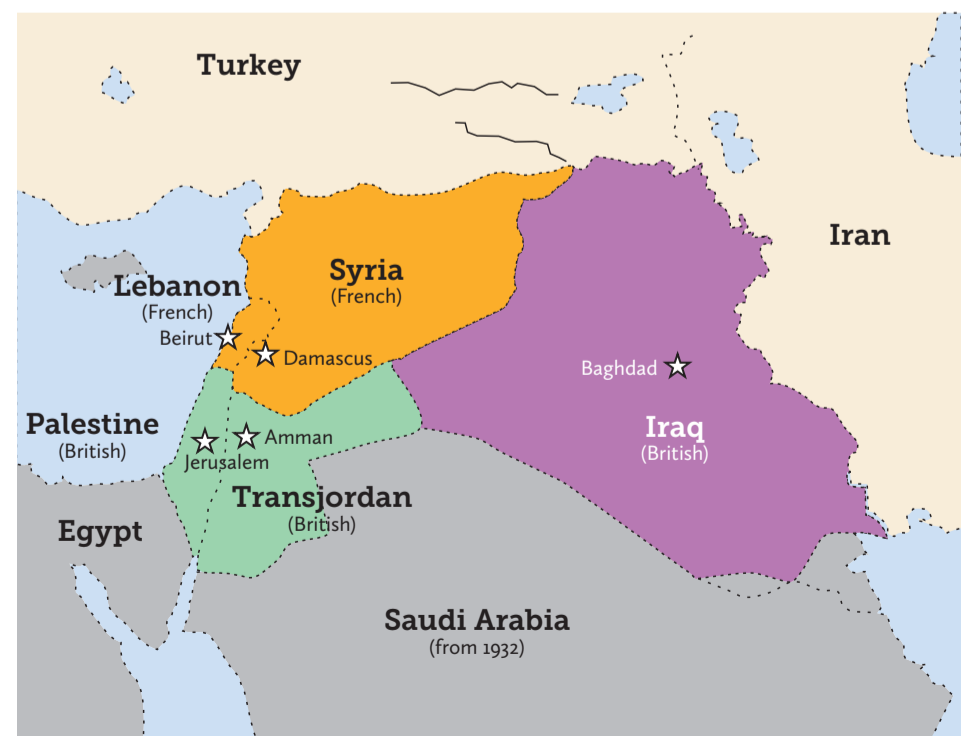 Turkey
Iran
Syria
(French)
Lebanon
(French)
Beirut
Damascus
Baghdad
Palestine
(British)
Iraq
(British)
Amman
Jerusalem
Transjordan
(British)
Egypt
Saudi Arabia
(from 1932)